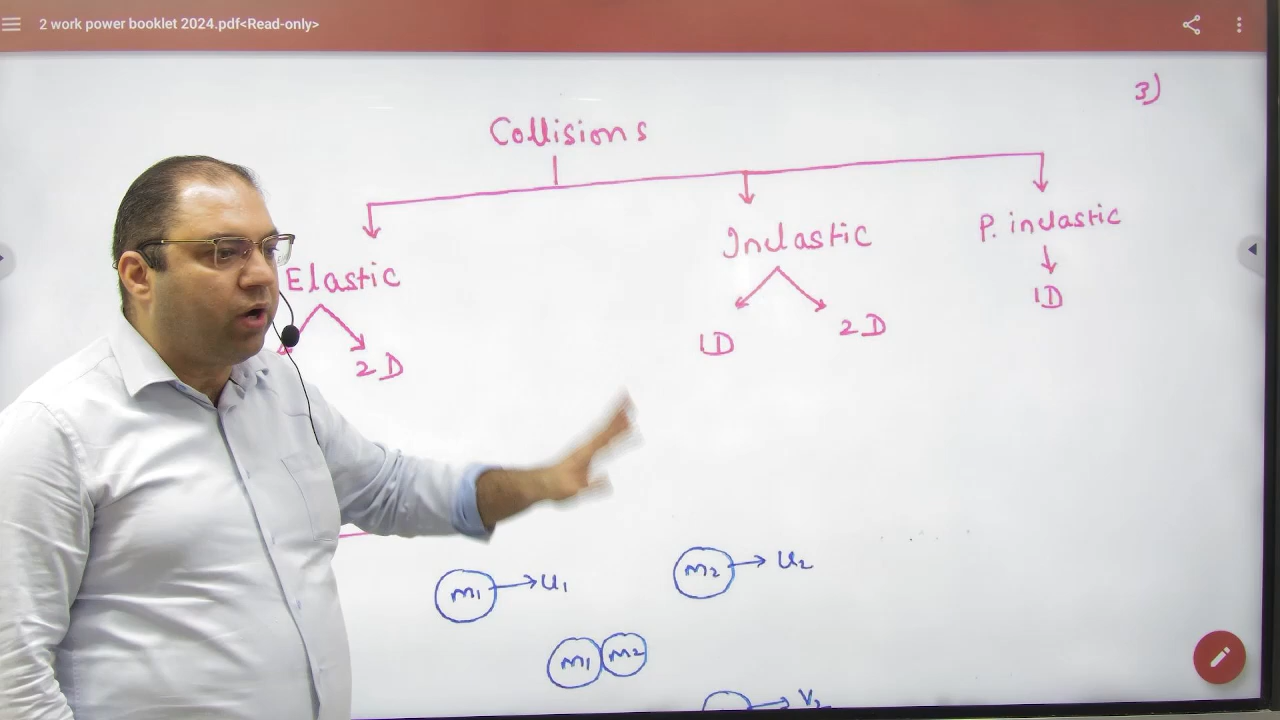 2 work power booklet 2024.pdf<Read-only>
3)
Collisions
Elastic
Inelastic
P. inelastic
2D
1D
2D
1D
m1 → u1
m2 → u2
m1 m2
→ V2